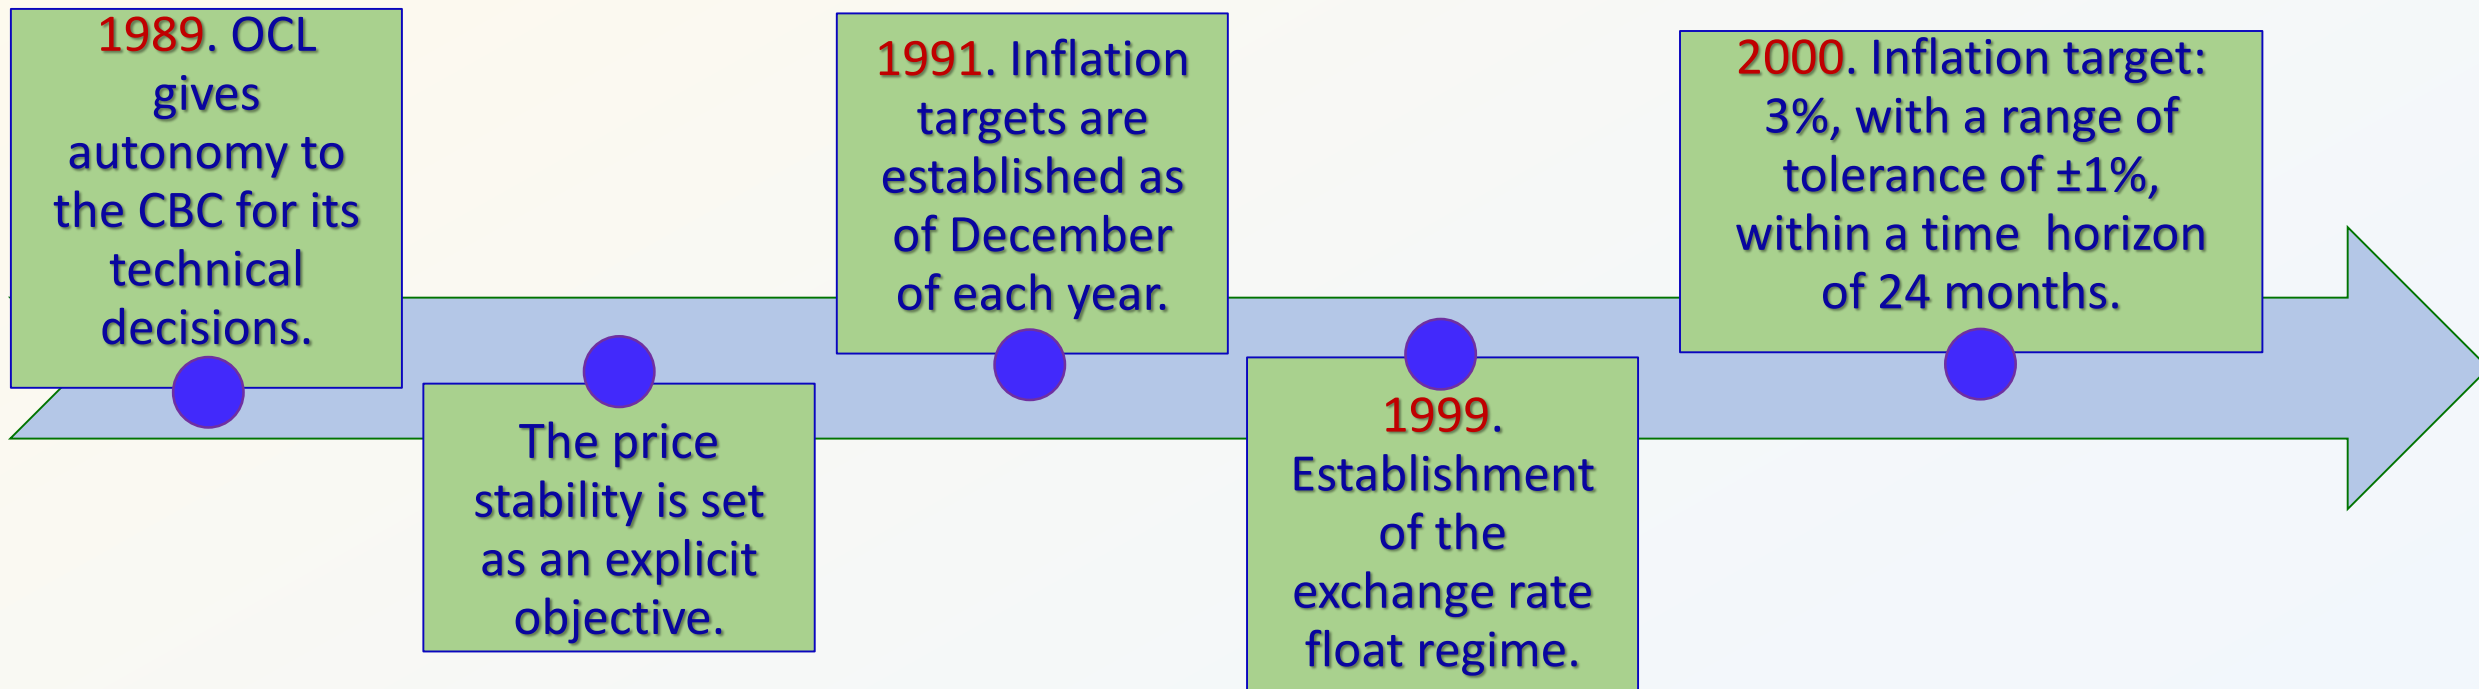 1989. OCL
gives
autonomy to
the CBC for its
technical
decisions.
The price
stability is set
as an explicit
objective.
1991. Inflation
targets are
established as
of December
of each year.
1999.
Establishment
of the
exchange rate
float regime.
2000. Inflation target:
3%, with a range of
tolerance of ±1%,
within a time horizon
of 24 months.